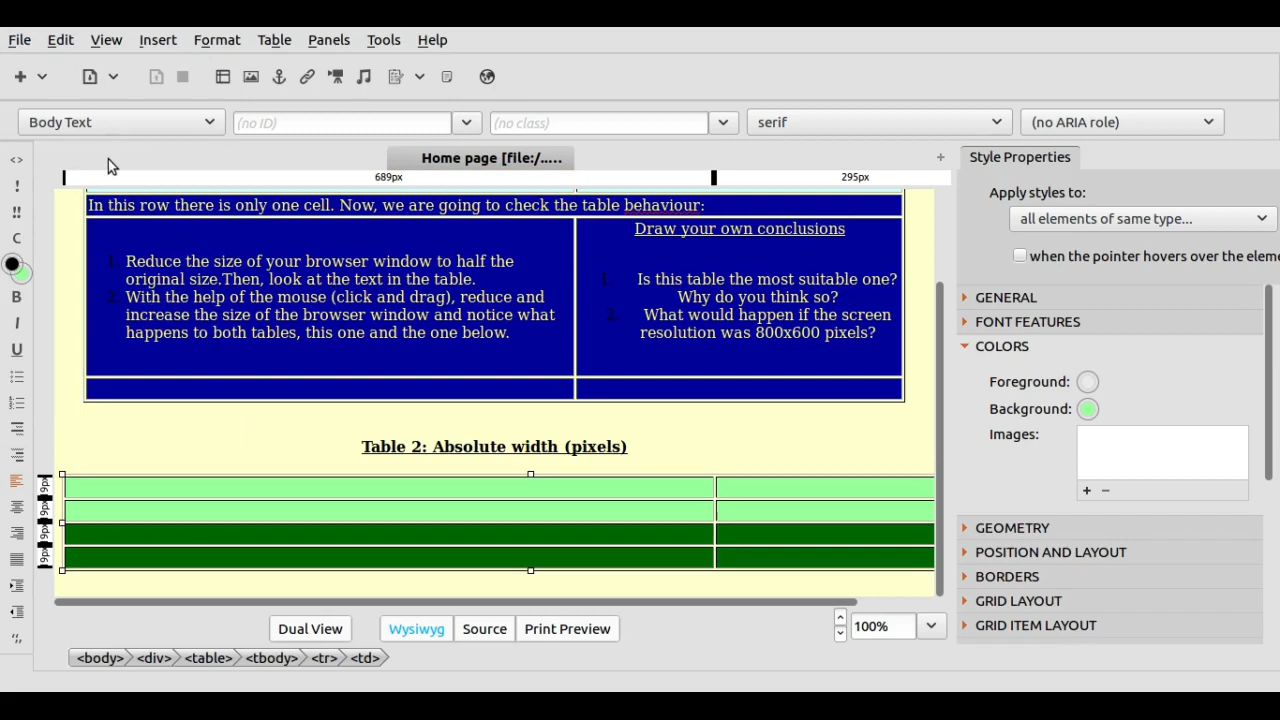 File Edit View Insert Format Table Panels Tools Help
Body Text (no ID) (no class) serif (no ARIA role)
Home page [file:/..... + Style Properties
689px 295px
<> Apply styles to:
! In this row there is only one cell. Now, we are going to check the table behaviour: all elements of same type...
!! Draw your own conclusions
C when the pointer hovers over the eleme
1. Reduce the size of your browser window to half the
original size.Then, look at the text in the table.
2. With the help of the mouse (click and drag), reduce and
increase the size of the browser window and notice what
happens to both tables, this one and the one below.
1. Is this table the most suitable one?
Why do you think so?
2. What would happen if the screen
resolution was 800x600 pixels?
B
I
U
GENERAL
FONT FEATURES
COLORS
Foreground:
Background:
Images:
+ −
GEOMETRY
POSITION AND LAYOUT
BORDERS
GRID LAYOUT
GRID ITEM LAYOUT
Table 2: Absolute width (pixels)
9px
9px
9px
9px
Dual View Wysiwyg Source Print Preview 100%
<body> <div> <table> <tbody> <tr> <td>